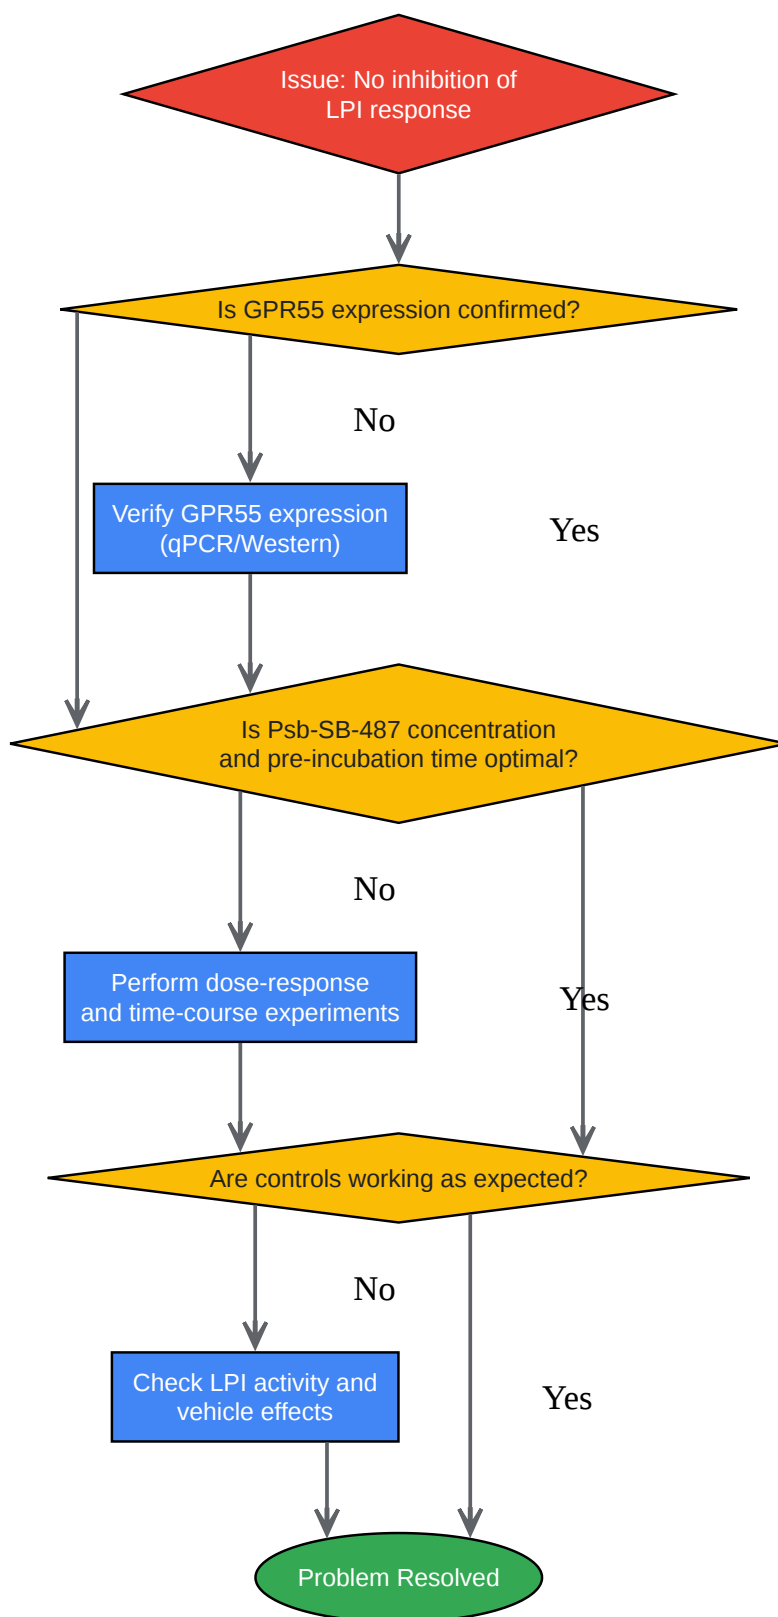 Issue: No inhibition of
LPI response
Is GPR55 expression confirmed?
No
Verify GPR55 expression
(qPCR/Western)
Yes
Is Psb-SB-487 concentration
and pre-incubation time optimal?
No
Perform dose-response
and time-course experiments
Yes
Are controls working as expected?
No
Check LPI activity and
vehicle effects
Yes
Problem Resolved